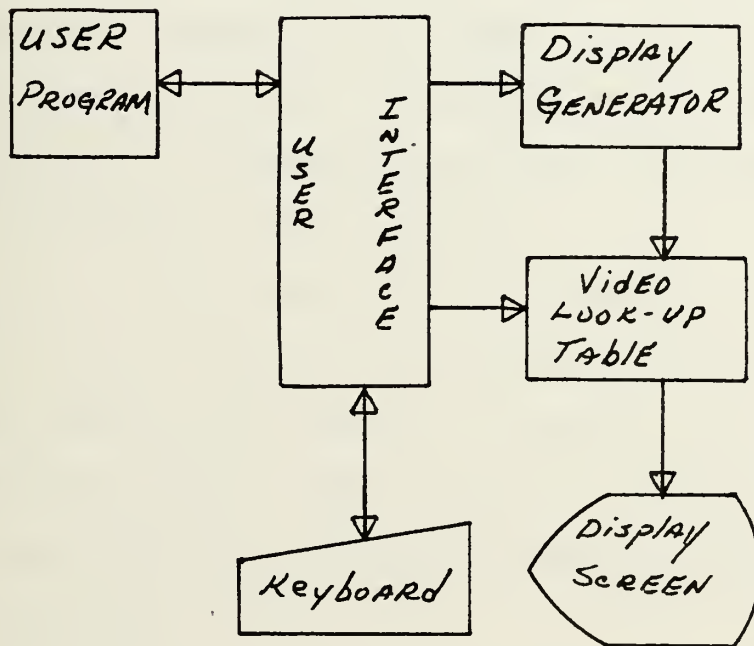 USER
PROGRAM
USER
INTERFACE
Display
GENERATOR
Video
LOOK-UP
Table
Keyboard
Display
SCREEN